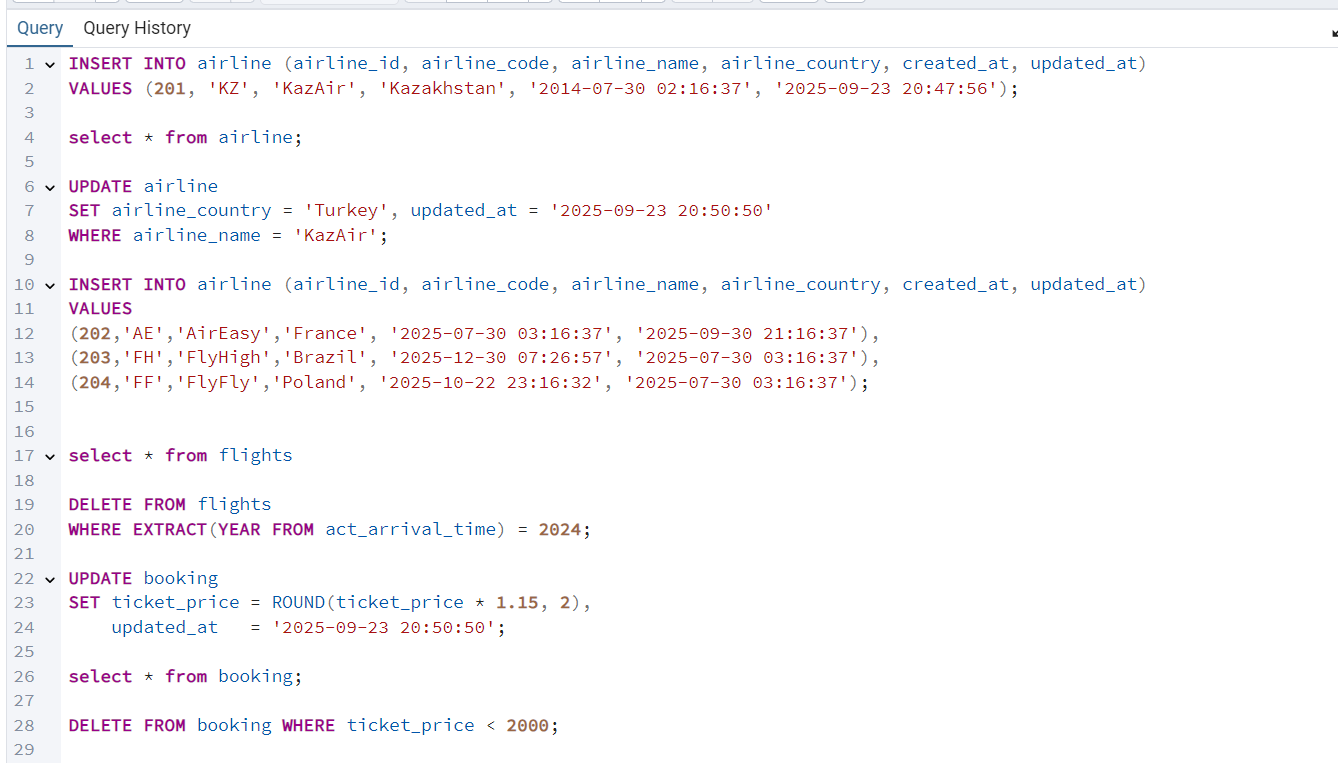 Query Query History
1 INSERT INTO airline (airline_id, airline_code, airline_name, airline_country, created_at, updated_at)
2 VALUES (201, 'KZ', 'KazAir', 'Kazakhstan', '2014-07-30 02:16:37', '2025-09-23 20:47:56');
3
4 select * from airline;
5
6 UPDATE airline
7 SET airline_country = 'Turkey', updated_at = '2025-09-23 20:50:50'
8 WHERE airline_name = 'KazAir';
9
10 INSERT INTO airline (airline_id, airline_code, airline_name, airline_country, created_at, updated_at)
11 VALUES
12 (202,'AE','AirEasy','France', '2025-07-30 03:16:37', '2025-09-30 21:16:37'),
13 (203,'FH','FlyHigh','Brazil', '2025-12-30 07:26:57', '2025-07-30 03:16:37'),
14 (204,'FF','FlyFly','Poland', '2025-10-22 23:16:32', '2025-07-30 03:16:37');
15
16
17 select * from flights
18
19 DELETE FROM flights
20 WHERE EXTRACT(YEAR FROM act_arrival_time) = 2024;
21
22 UPDATE booking
23 SET ticket_price = ROUND(ticket_price * 1.15, 2),
24     updated_at   = '2025-09-23 20:50:50';
25
26 select * from booking;
27
28 DELETE FROM booking WHERE ticket_price < 2000;
29